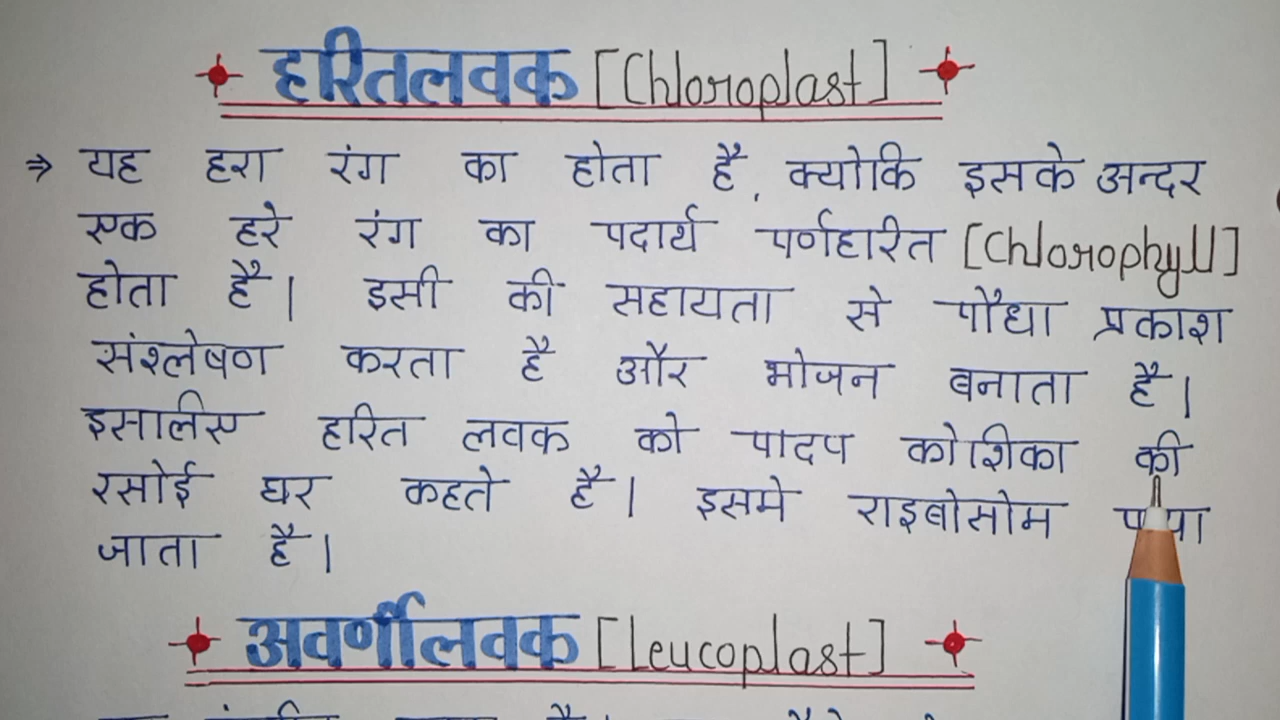 हरितलवक [Chloroplast]
⇒ यह हरा रंग का होता है, क्योकि इसके अन्दर
एक हरे रंग का पदार्थ पर्णहारित [Chlorophyll]
होता है। इसी की सहायता से पौधा प्रकाश
संश्लेषण करता है और भोजन बनाता है।
इसलिए हरित लवक को पादप कोशिका की
रसोई घर कहते है। इसमे राइबोसोम
जाता है।
अवर्णीलवक [Leucoplast]